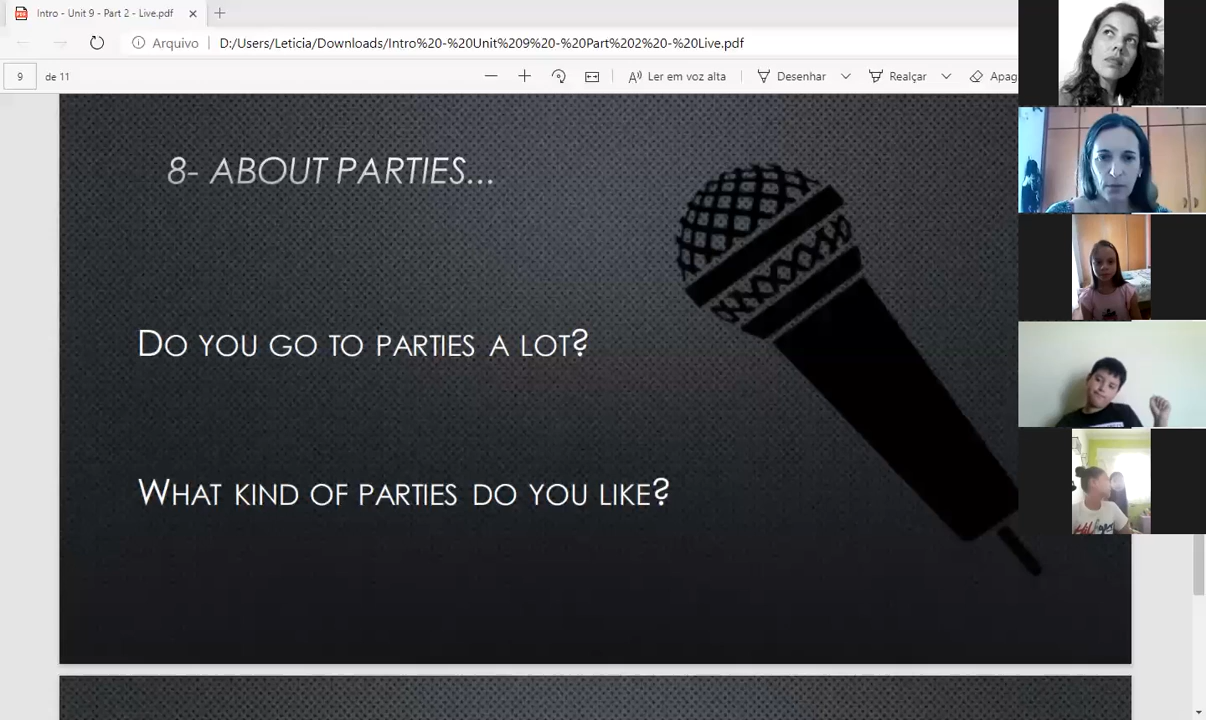 Intro - Unit 9 - Part 2 - Live.pdf
Arquivo
D:/Users/Leticia/Downloads/Intro%20-%20Unit%209%20-%20Part%202%20-%20Live.pdf
9
de 11
Ler em voz alta
Desenhar
Realçar
Apag
8- ABOUT PARTIES...
DO YOU GO TO PARTIES A LOT?
WHAT KIND OF PARTIES DO YOU LIKE?